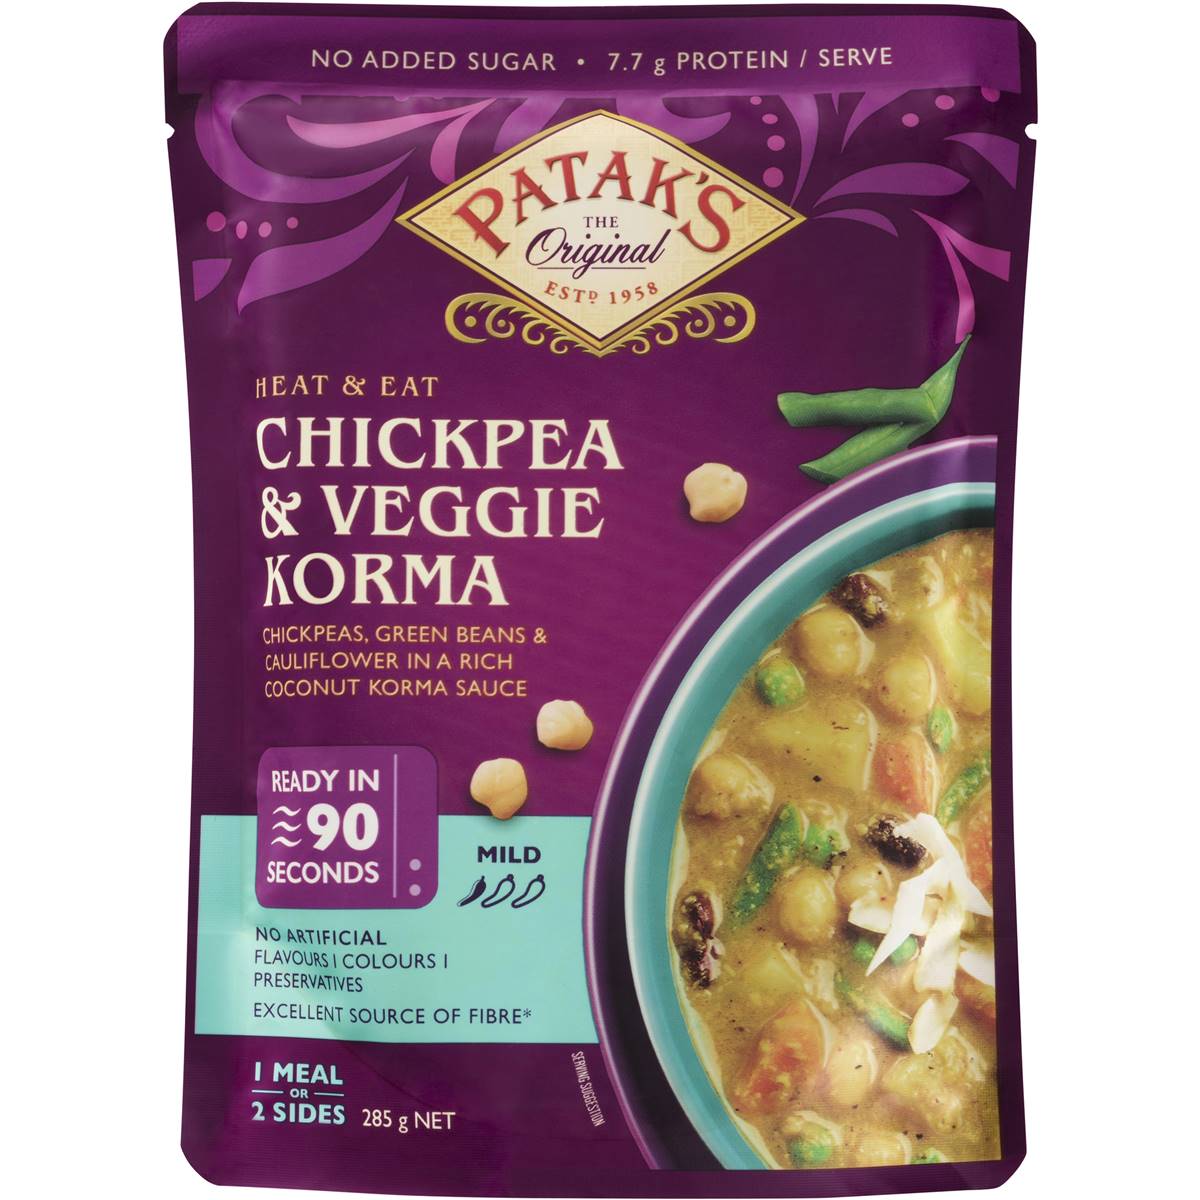 NO ADDED SUGAR • 7.7 g PROTEIN / SERVE
PATAK'S
THE
Original
ESTD 1958
HEAT & EAT
CHICKPEA
& VEGGIE
KORMA
CHICKPEAS, GREEN BEANS &
CAULIFLOWER IN A RICH
COCONUT KORMA SAUCE
READY IN
90
SECONDS
MILD
NO ARTIFICIAL
FLAVOURS | COLOURS |
PRESERVATIVES
EXCELLENT SOURCE OF FIBRE*
1 MEAL
OR
2 SIDES
285 g NET
SERVING SUGGESTION